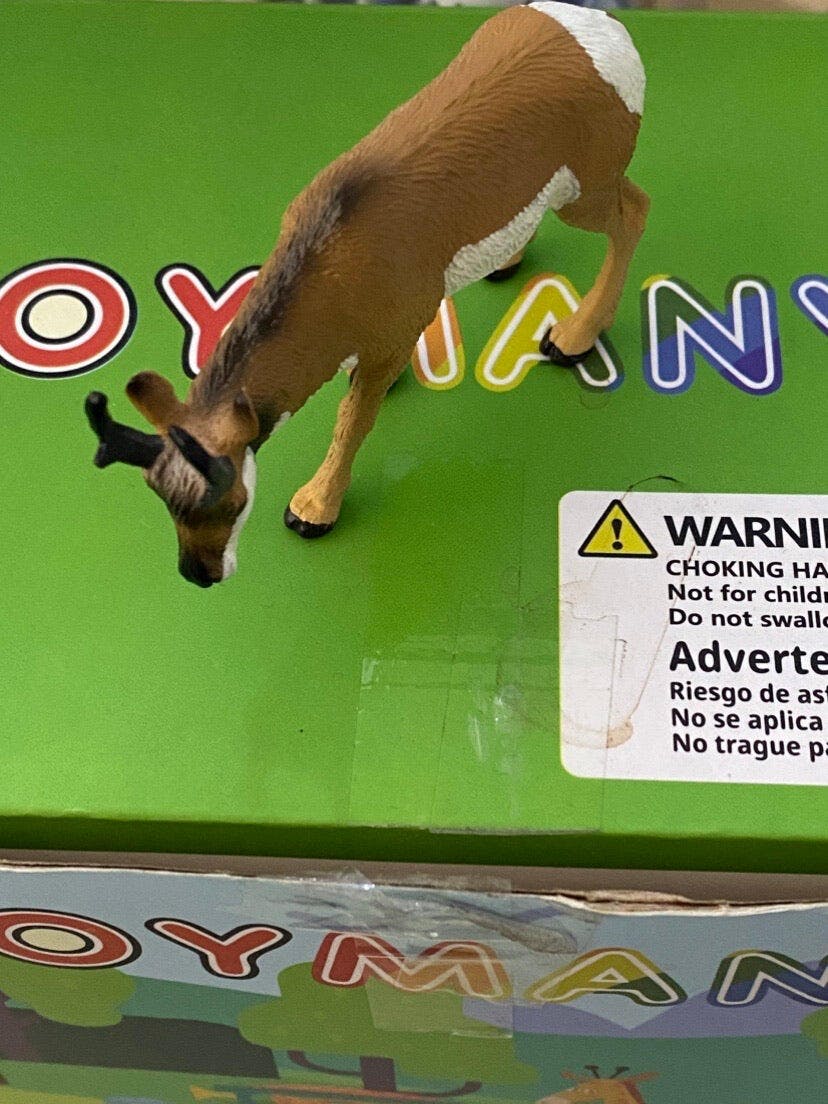 OYMANY
WARNI
CHOKING HA
Not for childr
Do not swallo
Adverte
Riesgo de as
No se aplica
No trague pa
OYMAN